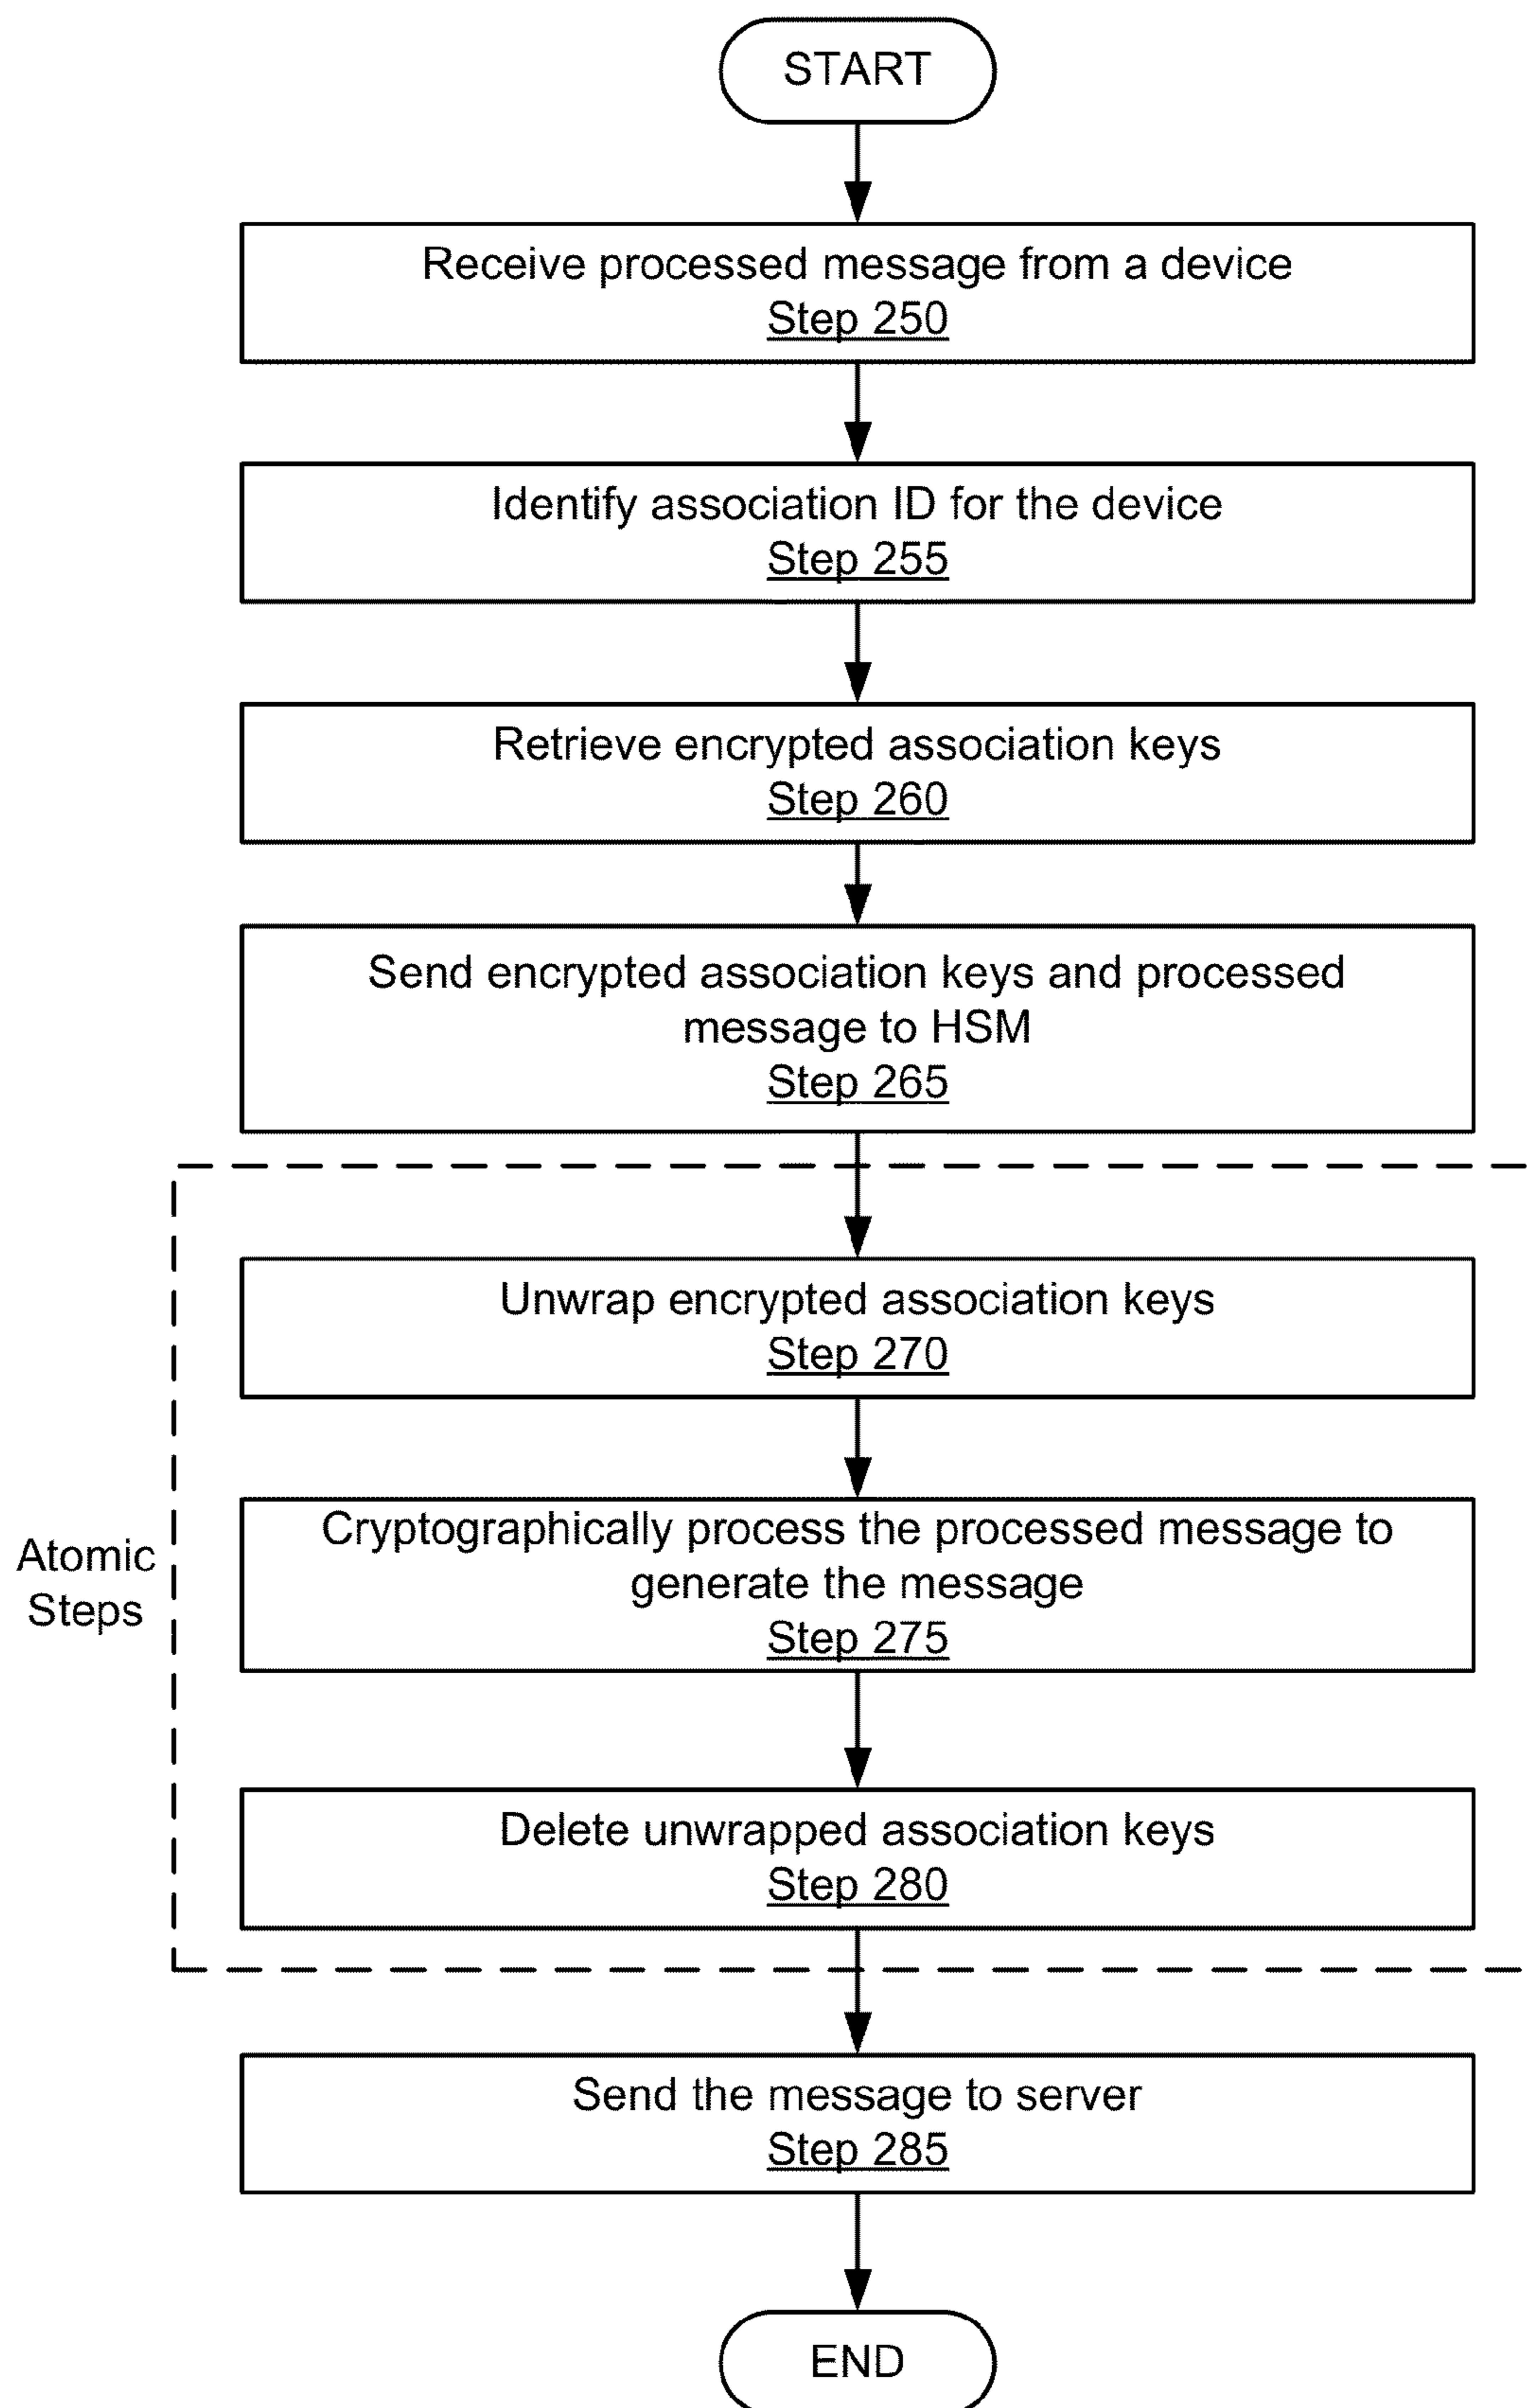 START
Receive processed message from a device
Step 250
Identify association ID for the device
Step 255
Retrieve encrypted association keys
Step 260
Send encrypted association keys and processed
message to HSM
Step 265
Unwrap encrypted association keys
Step 270
Atomic
Steps
Cryptographically process the processed message to
generate the message
Step 275
Delete unwrapped association keys
Step 280
Send the message to server
Step 285
END